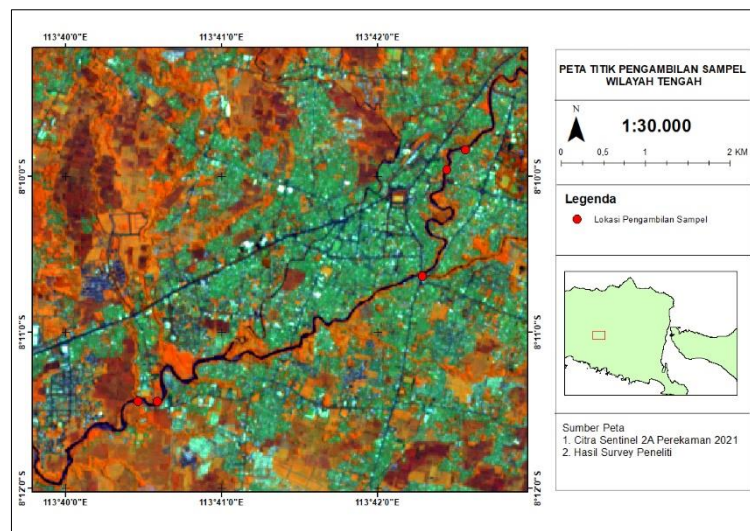 113°40'0"E 113°41'0"E 113°42'0"E
8°10'0"S 8°10'0"S
8°11'0"S 8°11'0"S
8°12'0"S 8°12'0"S
113°40'0"E 113°41'0"E 113°42'0"E
PETA TITIK PENGAMBILAN SAMPEL
WILAYAH TENGAH
N
1:30.000
0 0,5 1 2 KM
Legenda
Lokasi Pengambilan Sampel
Sumber Peta
1. Citra Sentinel 2A Perekaman 2021
2. Hasil Survey Peneliti